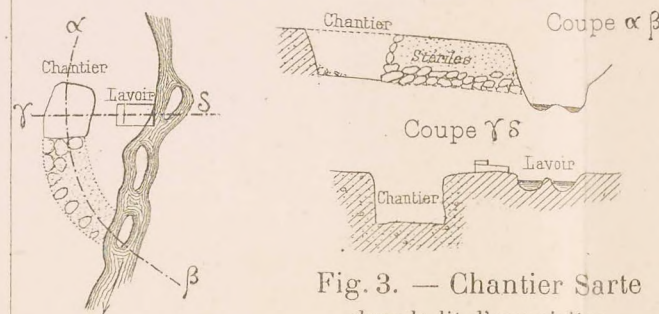 α
Chantier
γ
Lavoir
δ
β
Chantier
Coupe α β
Stériles
Coupe γ δ
Lavoir
Chantier
Fig. 3. — Chantier Sarte